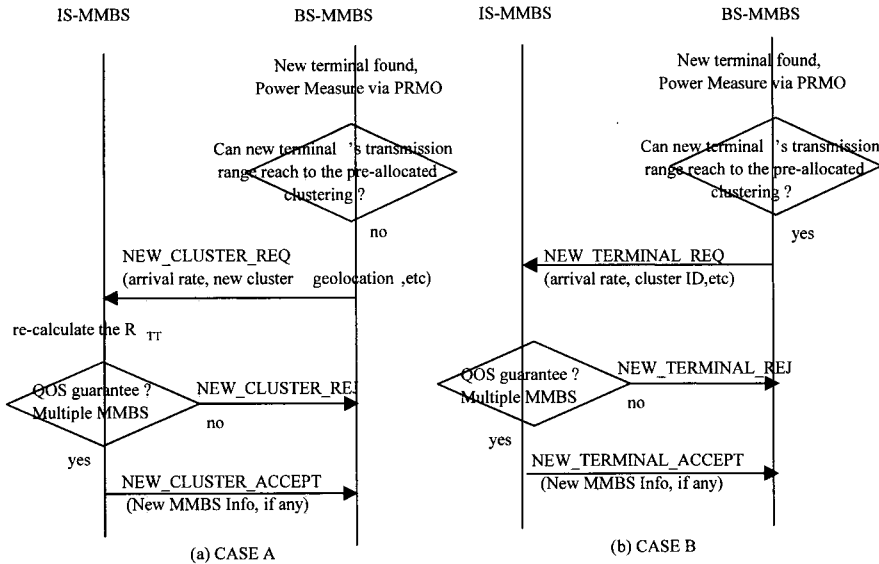 IS-MMBS
BS-MMBS
New terminal found,
Power Measure via PRMO
Can new terminal 's transmission
range reach to the pre-allocated
clustering ?
no
NEW_CLUSTER_REQ
(arrival rate, new cluster geolocation ,etc)
re-calculate the R TT
QOS guarantee ?
Multiple MMBS
NEW_CLUSTER_REJ
no
yes
NEW_CLUSTER_ACCEPT
(New MMBS Info, if any)
(a) CASE A
IS-MMBS
BS-MMBS
New terminal found,
Power Measure via PRMO
Can new terminal 's transmission
range reach to the pre-allocated
clustering ?
yes
NEW_TERMINAL_REQ
(arrival rate, cluster ID,etc)
QOS guarantee ?
Multiple MMBS
NEW_TERMINAL_REJ
no
yes
NEW_TERMINAL_ACCEPT
(New MMBS Info, if any)
(b) CASE B